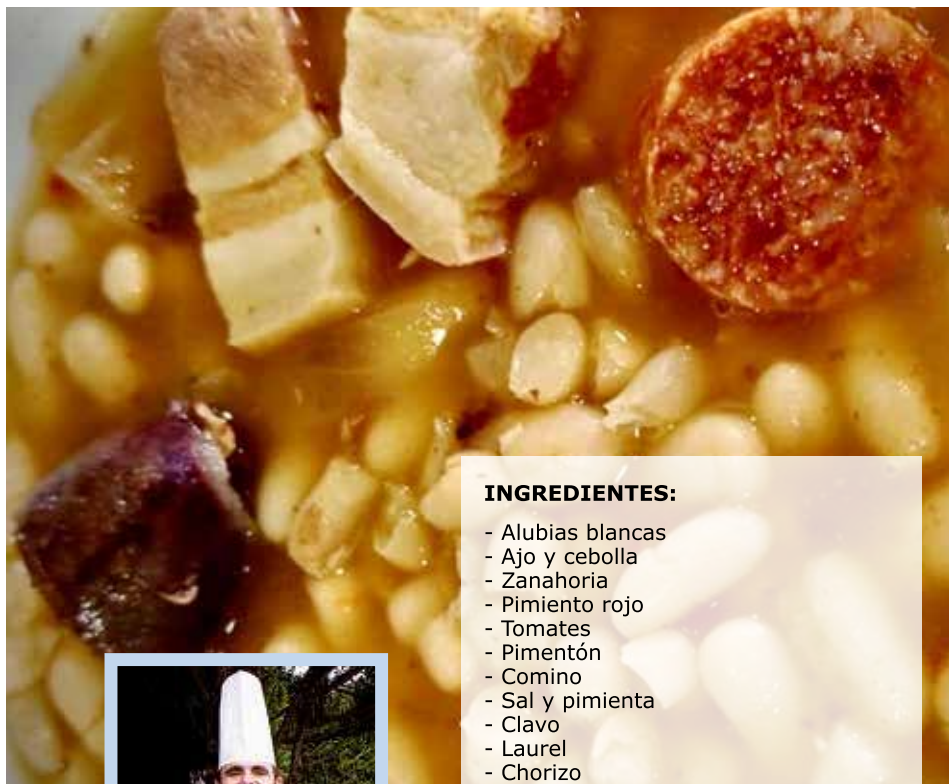 INGREDIENTES:
- Alubias blancas
- Ajo y cebolla
- Zanahoria
- Pimiento rojo
- Tomates
- Pimentón
- Comino
- Sal y pimienta
- Clavo
- Laurel
- Chorizo